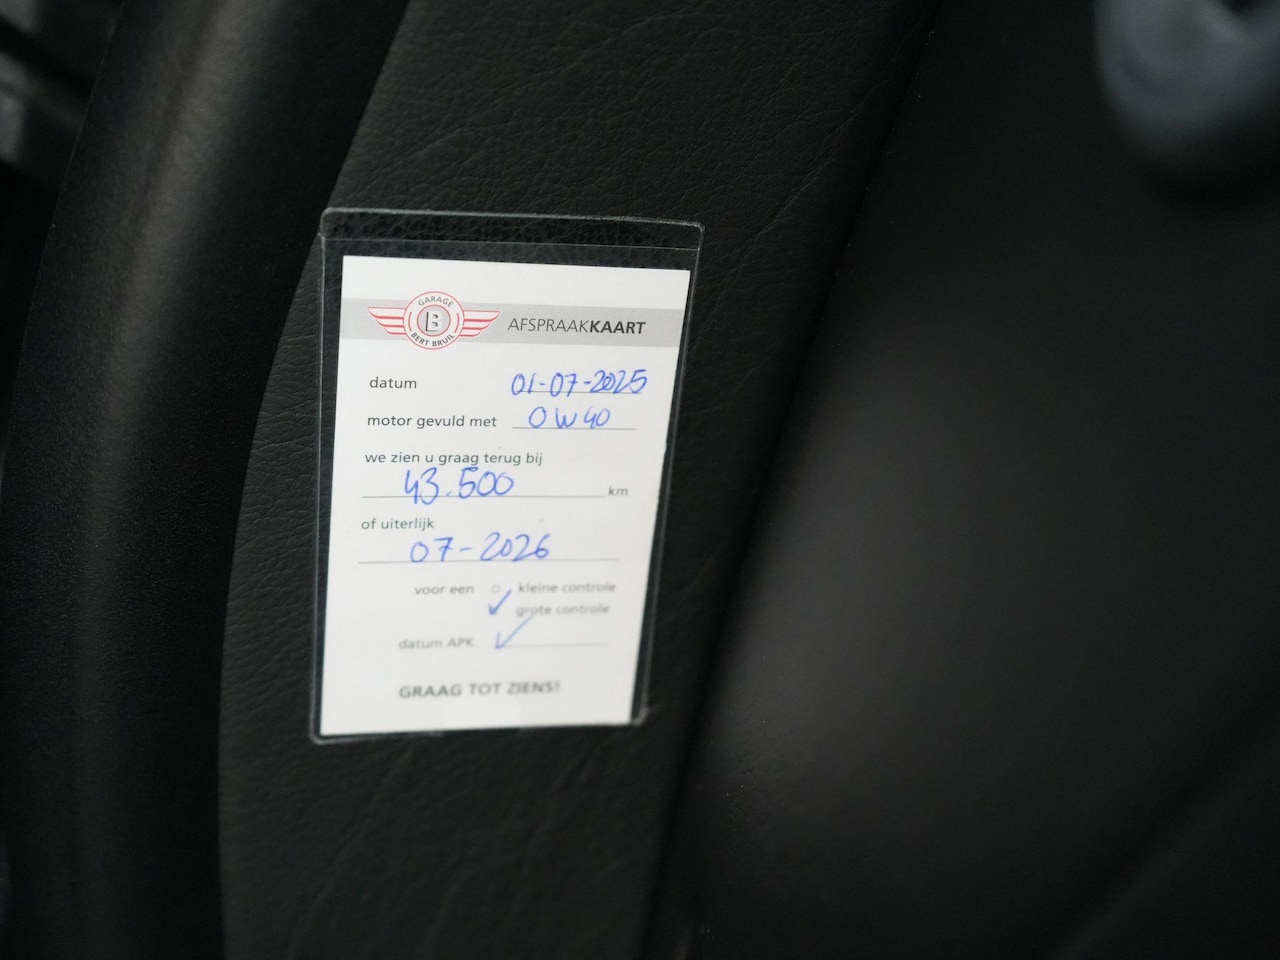 GARAGE
B
BERT BRUIL
AFSPRAAKKAART
datum 01-07-2025
motor gevuld met 0W40
we zien u graag terug bij
43.500 km
of uiterlijk
07-2026
voor een □ kleine controle
✓ grote controle
datum APK ✓
GRAAG TOT ZIENS!